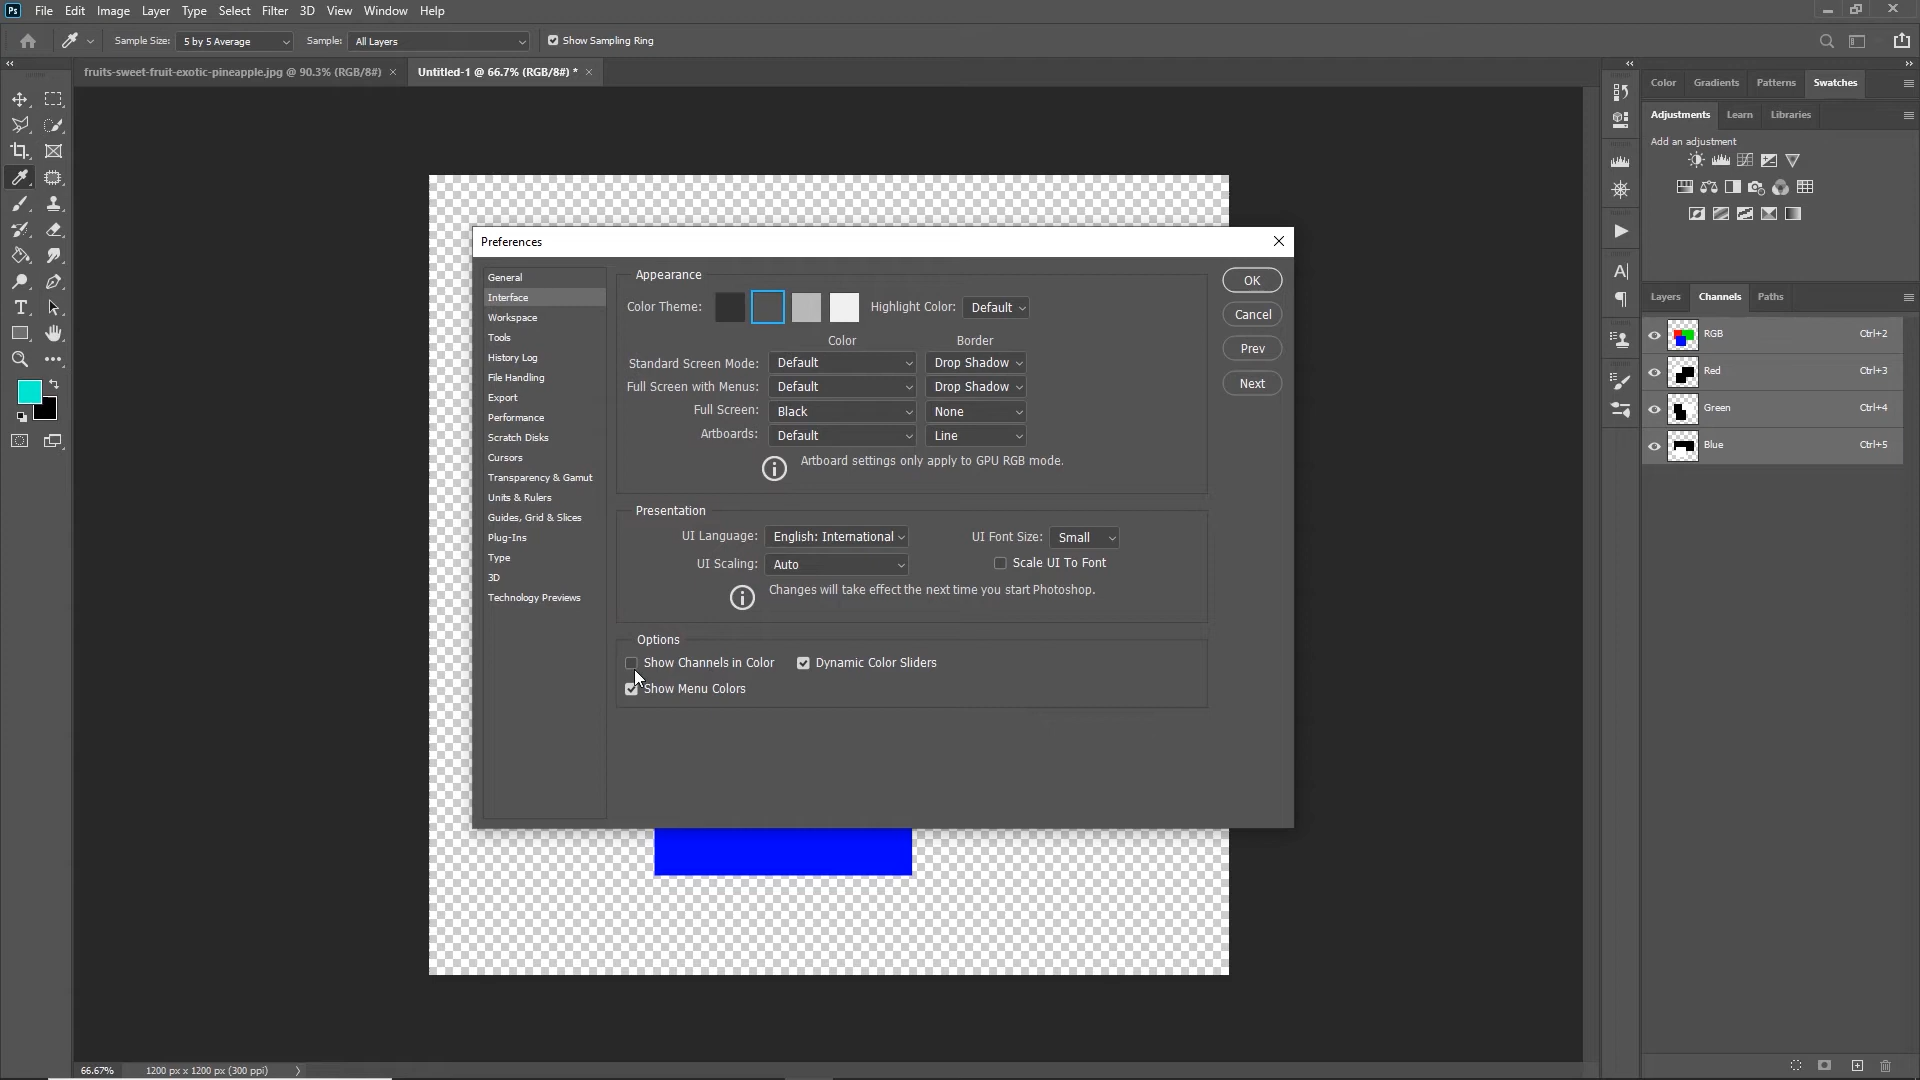 Ps File Edit Image Layer Type Select Filter 3D View Window Help
Sample Size: 5 by 5 Average Sample: All Layers Show Sampling Ring
fruits-sweet-fruit-exotic-pineapple.jpg @ 90.3% (RGB/8#) × Untitled-1 @ 66.7% (RGB/8#) * ×
Color Gradients Patterns Swatches
Adjustments Learn Libraries
Add an adjustment
Layers Channels Paths
RGB Ctrl+2
Red Ctrl+3
Green Ctrl+4
Blue Ctrl+5
Preferences
General
Interface
Workspace
Tools
History Log
File Handling
Export
Performance
Scratch Disks
Cursors
Transparency & Gamut
Units & Rulers
Guides, Grid & Slices
Plug-Ins
Type
3D
Technology Previews
Appearance
Color Theme: Highlight Color: Default
Color Border
Standard Screen Mode: Default Drop Shadow
Full Screen with Menus: Default Drop Shadow
Full Screen: Black None
Artboards: Default Line
Artboard settings only apply to GPU RGB mode.
Presentation
UI Language: English: International UI Font Size: Small
UI Scaling: Auto Scale UI To Font
Changes will take effect the next time you start Photoshop.
Options
Show Channels in Color Dynamic Color Sliders
Show Menu Colors
OK
Cancel
Prev
Next
66.67% 1200 px x 1200 px (300 ppi)